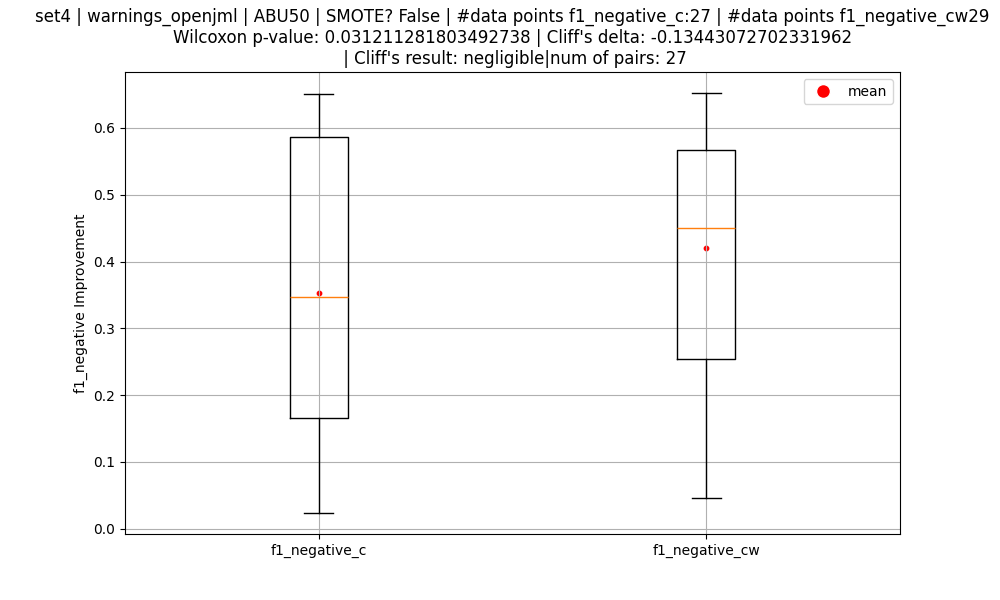 set4 | warnings_openjml | ABU50 | SMOTE? False | #data points f1_negative_c:27 | #data points f1_negative_cw29
Wilcoxon p-value: 0.031211281803492738 | Cliff's delta: -0.13443072702331962
| Cliff's result: negligible|num of pairs: 27
mean
0.6
0.5
0.4
0.3
0.2
0.1
0.0
f1_negative Improvement
f1_negative_c
f1_negative_cw